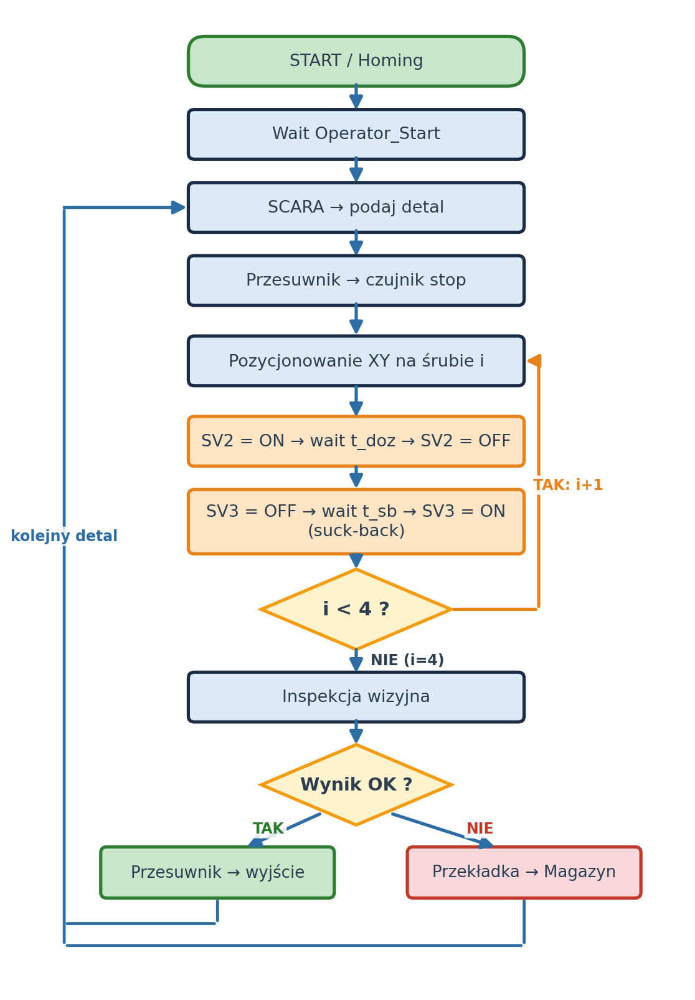 START / Homing
Wait Operator_Start
SCARA → podaj detal
Przesuwnik → czujnik stop
Pozycjonowanie XY na śrubie i
SV2 = ON → wait t_doz → SV2 = OFF
TAK: i+1
SV3 = OFF → wait t_sb → SV3 = ON
(suck-back)
kolejny detal
i < 4 ?
NIE (i=4)
Inspekcja wizyjna
Wynik OK ?
TAK
NIE
Przesuwnik → wyjście
Przekładka → Magazyn